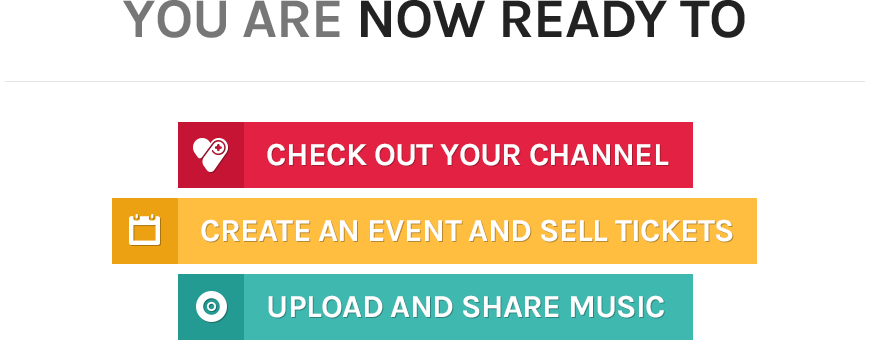 YOU ARE NOW READY TO
CHECK OUT YOUR CHANNEL
CREATE AN EVENT AND SELL TICKETS
UPLOAD AND SHARE MUSIC